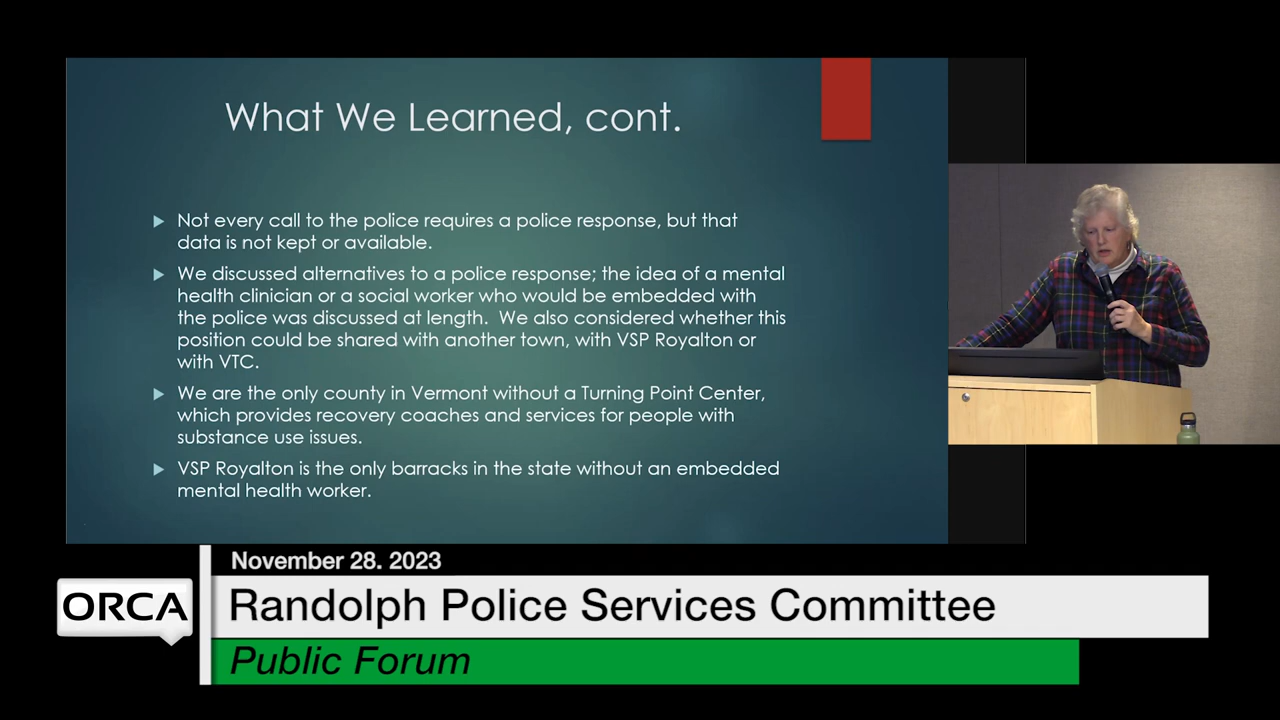 What We Learned, cont.
Not every call to the police requires a police response, but that
data is not kept or available.
We discussed alternatives to a police response; the idea of a mental
health clinician or a social worker who would be embedded with
the police was discussed at length.  We also considered whether this
position could be shared with another town, with VSP Royalton or
with VTC.
We are the only county in Vermont without a Turning Point Center,
which provides recovery coaches and services for people with
substance use issues.
VSP Royalton is the only barracks in the state without an embedded
mental health worker.
November 28. 2023
ORCA
Randolph Police Services Committee
Public Forum